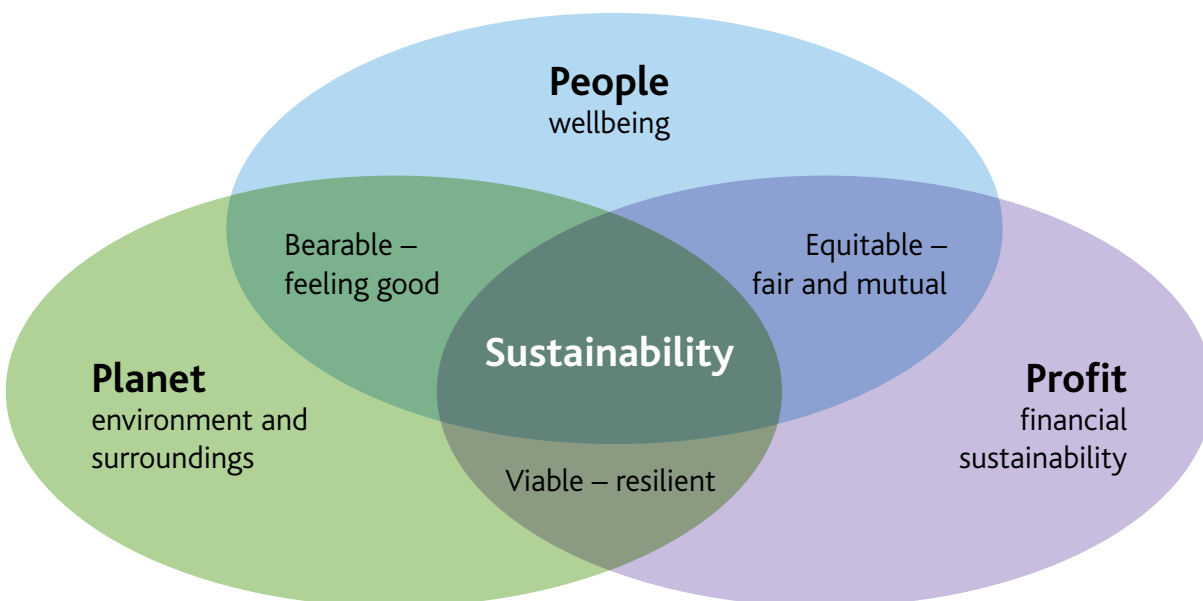 People
wellbeing
Bearable –
feeling good
Equitable –
fair and mutual
Sustainability
Planet
environment and
surroundings
Profit
financial
sustainability
Viable – resilient